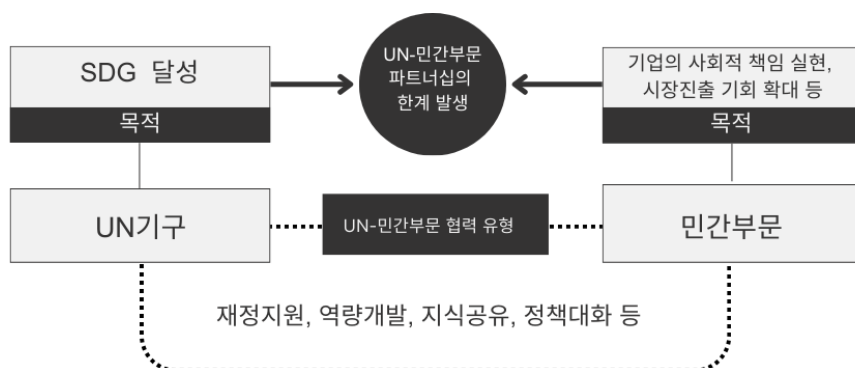 SDG 달성
목적
UN-민간부문
파트너십의
한계 발생
기업의 사회적 책임 실현,
시장진출 기회 확대 등
목적
UN기구
UN-민간부문 협력 유형
민간부문
재정지원, 역량개발, 지식공유, 정책대화 등